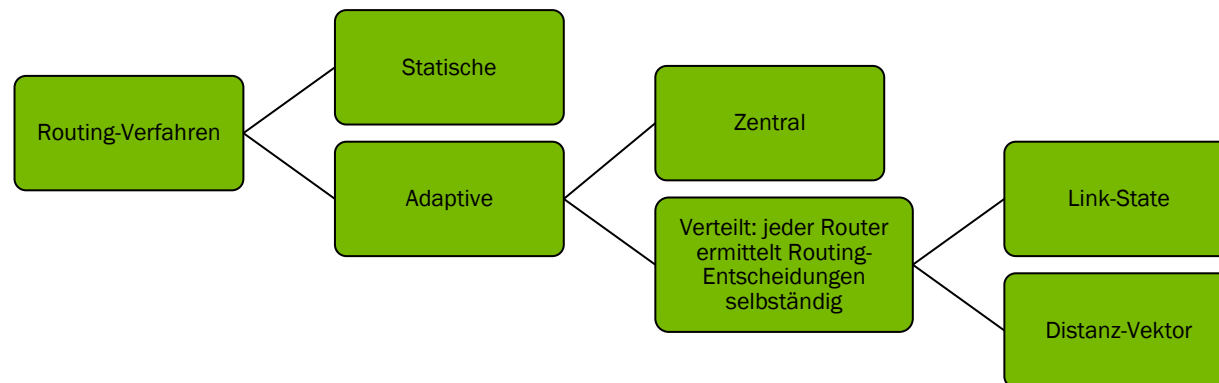 Routing-Verfahren
Statische
Adaptive
Zentral
Verteilt: jeder Router
ermittelt Routing-
Entscheidungen
selbständig
Link-State
Distanz-Vektor